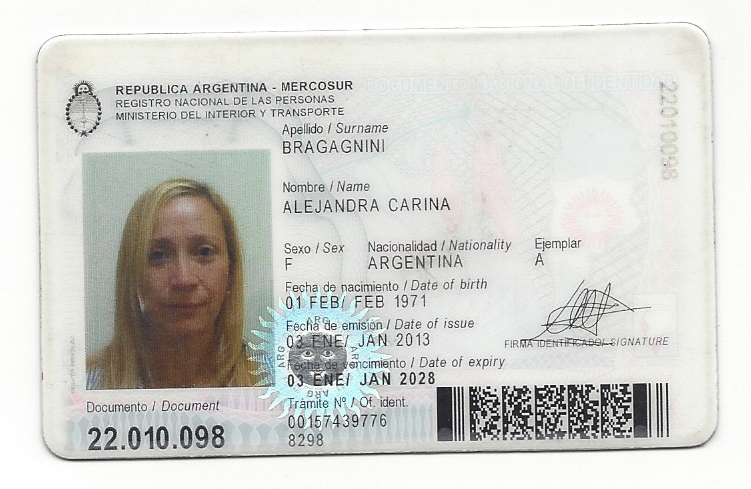 REPUBLICA ARGENTINA - MERCOSUR
REGISTRO NACIONAL DE LAS PERSONAS
MINISTERIO DEL INTERIOR Y TRANSPORTE
Apellido / Surname
BRAGAGNINI
Nombre / Name
ALEJANDRA CARINA
Sexo / Sex Nacionalidad / Nationality Ejemplar
F ARGENTINA A
Fecha de nacimiento / Date of birth
01 FEB/ FEB 1971
Fecha de emisión / Date of issue
03 ENE/ JAN 2013
Fecha de vencimiento / Date of expiry
03 ENE/ JAN 2028
FIRMA IDENTIFICADO/ SIGNATURE
Documento / Document
22.010.098
Trámite Nº / Of. ident.
00157439776
8298
22010098
DOCUMENTO NACIONAL DE IDENTIDAD
ARG
ARG
ARG
ARG